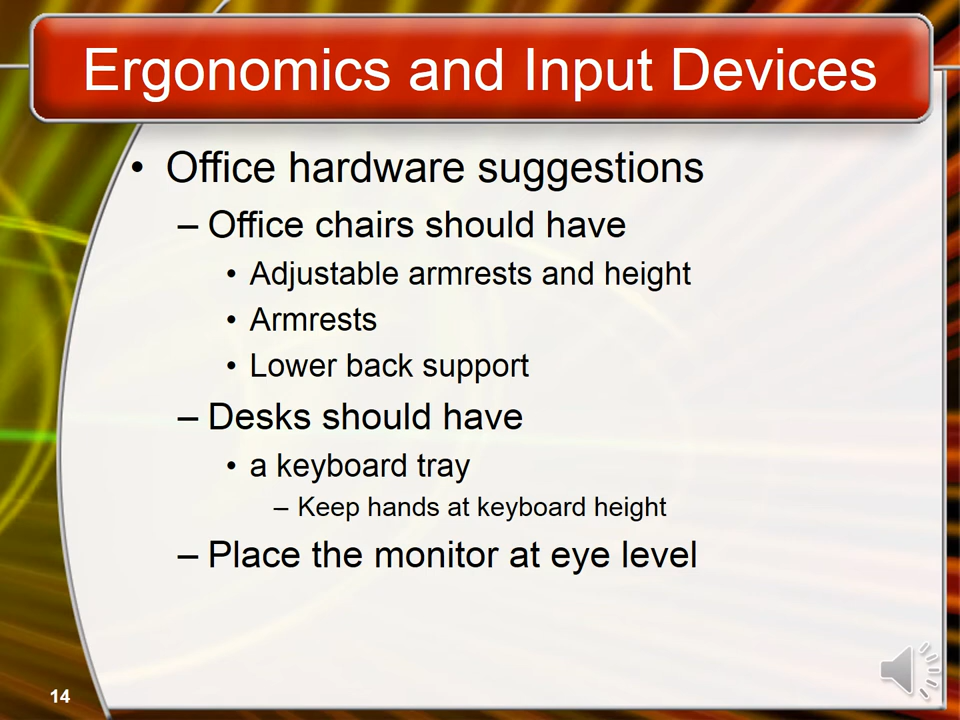 Ergonomics and Input Devices
• Office hardware suggestions
– Office chairs should have
• Adjustable armrests and height
• Armrests
• Lower back support
– Desks should have
• a keyboard tray
– Keep hands at keyboard height
– Place the monitor at eye level
14